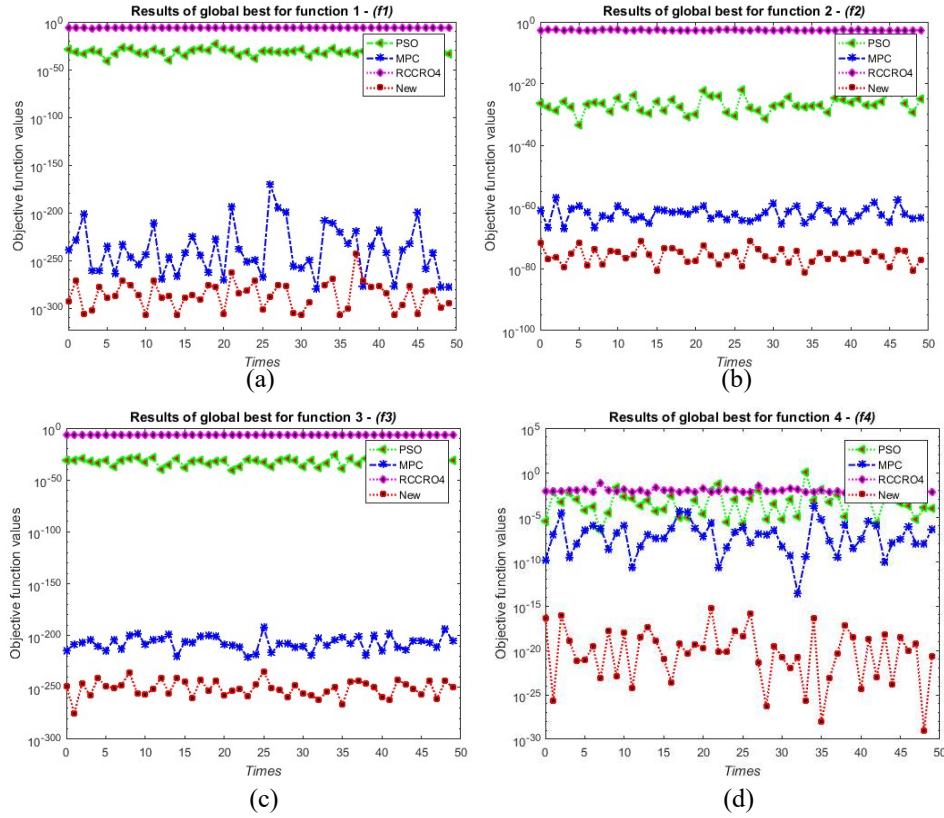 Results of global best for function 1 - (f1)
Objective function values
10^0
10^-50
10^-100
10^-150
10^-200
10^-250
10^-300
0 5 10 15 20 25 30 35 40 45 50
Times
PSO
MPC
RCCRO4
New
(a)
Results of global best for function 2 - (f2)
Objective function values
10^0
10^-20
10^-40
10^-60
10^-80
10^-100
0 5 10 15 20 25 30 35 40 45 50
Times
PSO
MPC
RCCRO4
New
(b)
Results of global best for function 3 - (f3)
Objective function values
10^0
10^-50
10^-100
10^-150
10^-200
10^-250
10^-300
0 5 10 15 20 25 30 35 40 45 50
Times
PSO
MPC
RCCRO4
New
(c)
Results of global best for function 4 - (f4)
Objective function values
10^5
10^0
10^-5
10^-10
10^-15
10^-20
10^-25
10^-30
0 5 10 15 20 25 30 35 40 45 50
Times
PSO
MPC
RCCRO4
New
(d)